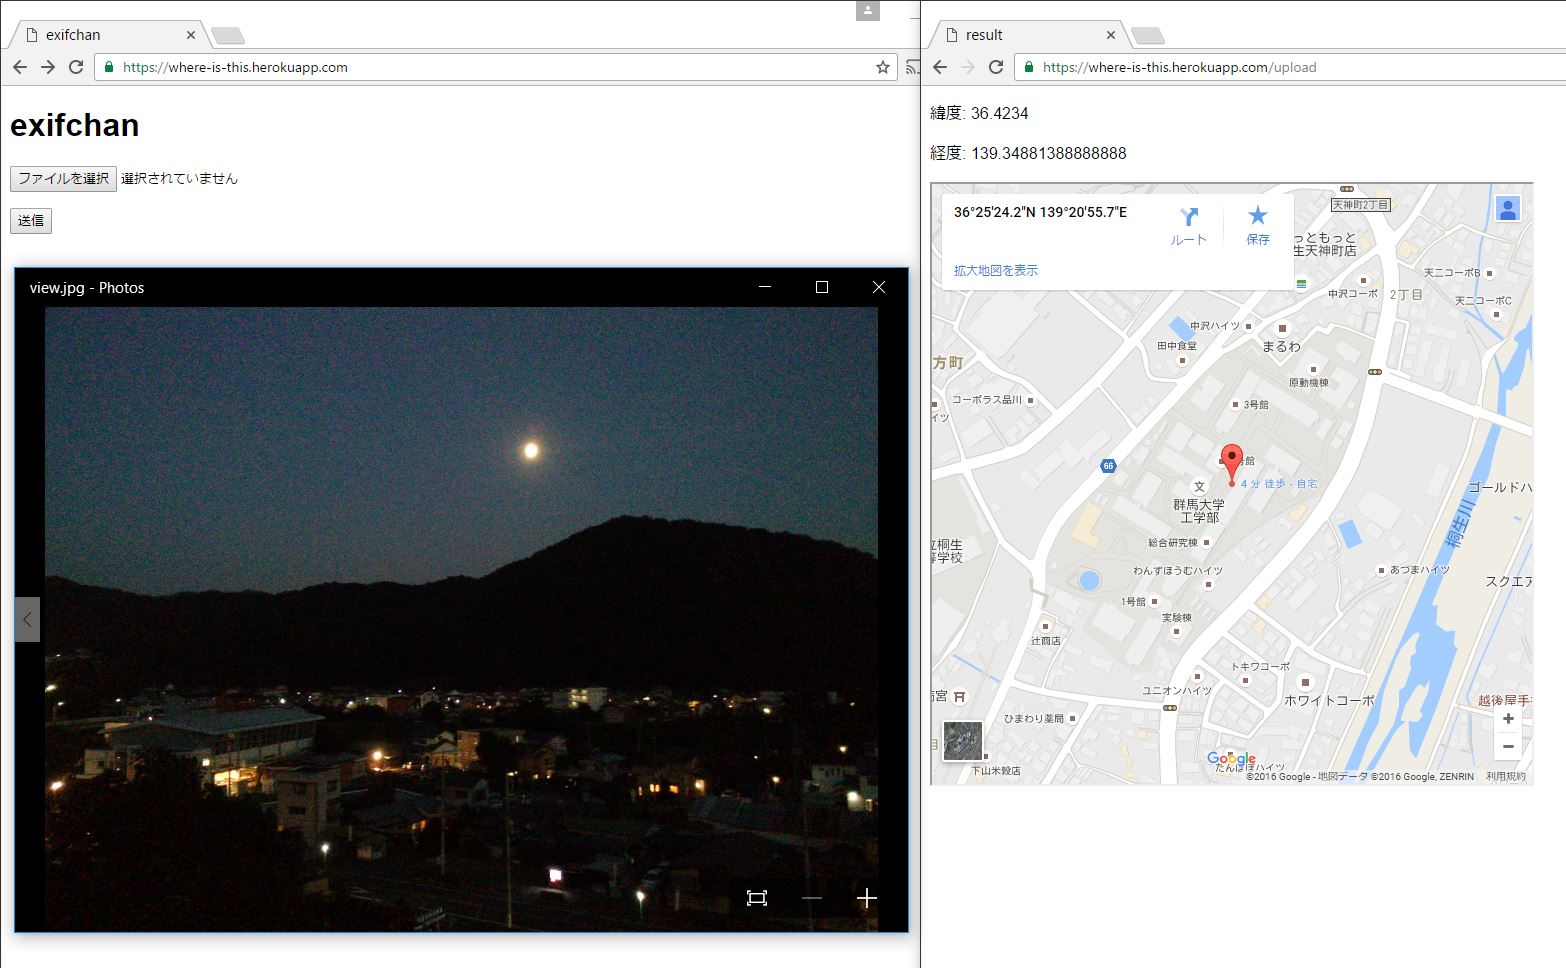 exifchan
https://where-is-this.herokuapp.com
exifchan
ファイルを選択 選択されていません
送信
view.jpg - Photos
result
https://where-is-this.herokuapp.com/upload
緯度: 36.4234
経度: 139.34881388888888
36°25'24.2"N 139°20'55.7"E
ルート
保存
拡大地図を表示
天神町2丁目
っともっと
生天神町店
天二コーポB
中沢コーポ
2丁目
天二コーポC
中沢ハイツ
田中食堂
まるわ
方町
原動機棟
コーポラス品川
3号館
イツ
66
号館
4 分 徒歩 - 自宅
文
群馬大学
工学部
ゴールドハ
桐生川
総合研究棟
立桐生
等学校
わんずほうむハイツ
あづまハイツ
スクエア
1号館
実験棟
辻商店
トキワコーポ
ユニオンハイツ
ホワイトコーポ
越後屋手
宮
ひまわり薬局
下山米穀店
Google
たんぽぽハイツ
©2016 Google - 地図データ ©2016 Google, ZENRIN
利用規約